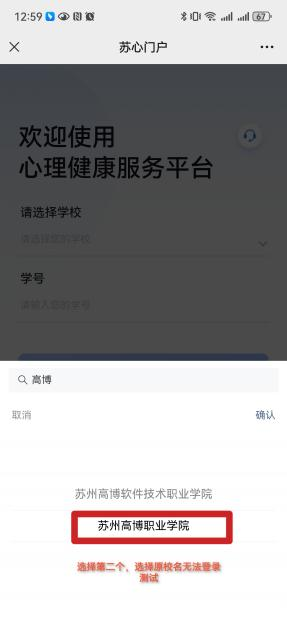 12:59
67
苏心门户
欢迎使用
心理健康服务平台
请选择学校
请选择您的学校
学号
请输入您的学号
高博
取消 确认
苏州高博软件技术职业学院
苏州高博职业学院
选择第二个，选择原校名无法登录
测试